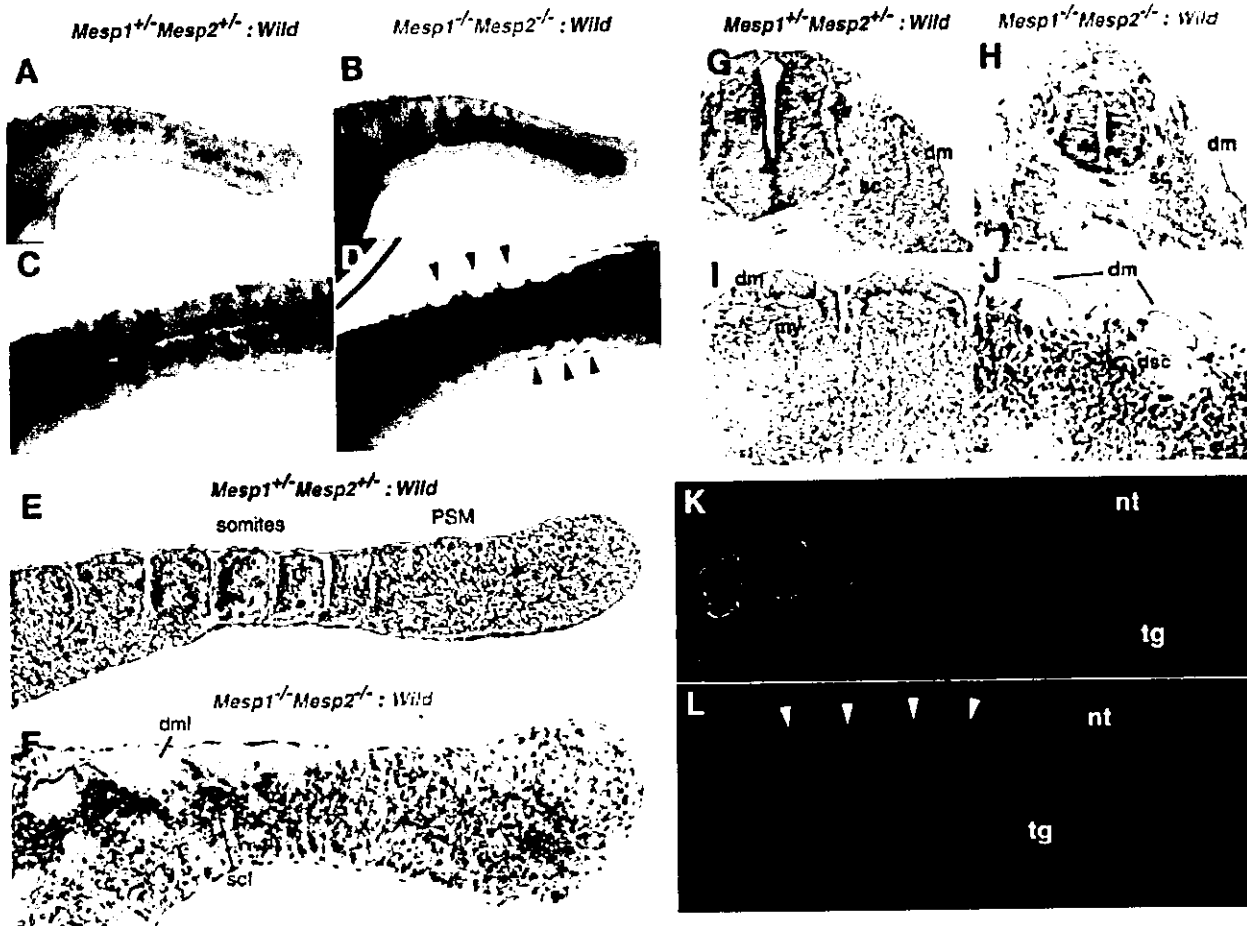 Mesp1+/-Mesp2+/- : Wild
Mesp1-/-Mesp2-/- : Wild
A
B
C
D
Mesp1+/-Mesp2+/- : Wild
E
somites
PSM
Mesp1-/-Mesp2-/- : Wild
F
dml
scl
Mesp1+/-Mesp2+/- : Wild
Mesp1-/-Mesp2-/- : Wild
G
dm
sc
H
dm
sc
I
dm
my
J
dm
dsc
K
nt
tg
L
nt
tg